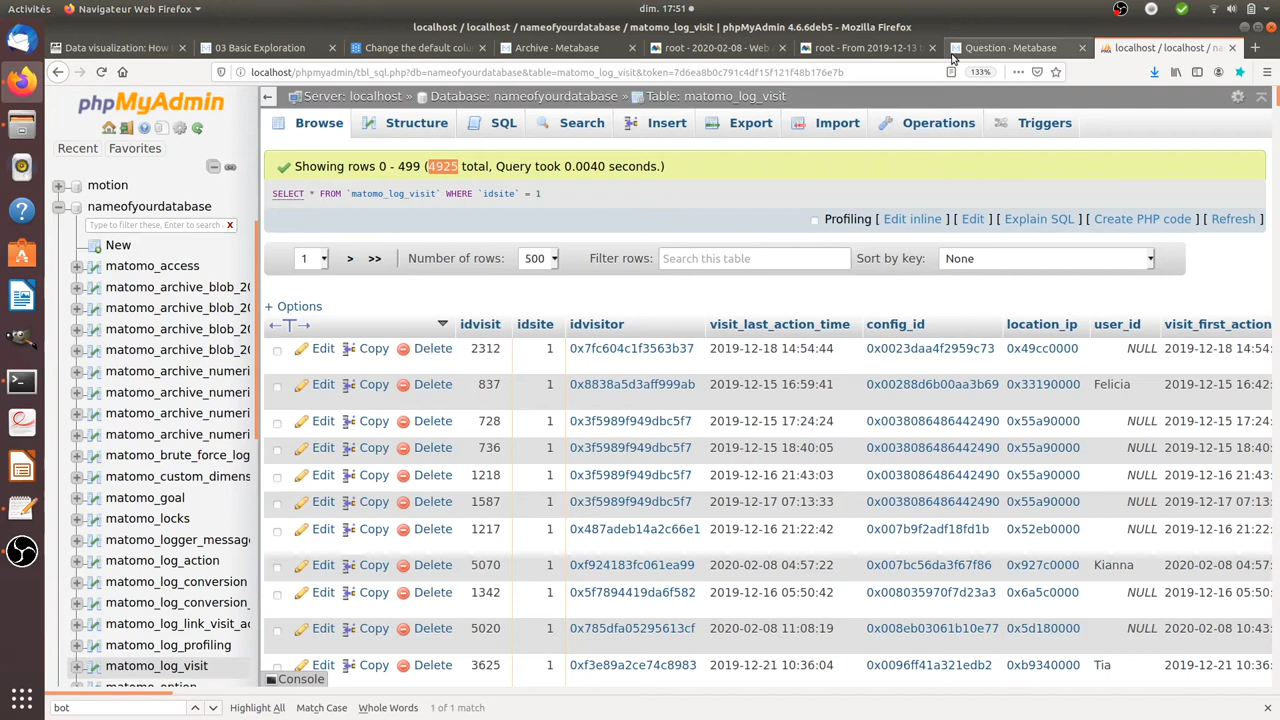 Activités Navigateur Web Firefox dim. 17:51
localhost / localhost / nameofyourdatabase / matomo_log_visit | phpMyAdmin 4.6.6deb5 - Mozilla Firefox
Data visualization: How 03 Basic Exploration Change the default colu Archive · Metabase root - 2020-02-08 - Web root - From 2019-12-13 Question · Metabase localhost / localhost / na
localhost/phpmyadmin/tbl_sql.php?db=nameofyourdatabase&table=matomo_log_visit&token=7d6ea8b0c791c4df15f121f48b176e7b 133%
phpMyAdmin
Recent Favorites
motion
nameofyourdatabase
Type to filter these, Enter to search X
New
matomo_access
matomo_archive_blob_20
matomo_archive_blob_20
matomo_archive_blob_20
matomo_archive_blob_20
matomo_archive_numeri
matomo_archive_numeri
matomo_archive_numeri
matomo_archive_numeri
matomo_brute_force_log
matomo_custom_dimens
matomo_goal
matomo_locks
matomo_logger_message
matomo_log_action
matomo_log_conversion
matomo_log_conversion_
matomo_log_link_visit_ac
matomo_log_profiling
matomo_log_visit
matomo_option
Server: localhost » Database: nameofyourdatabase » Table: matomo_log_visit
Browse Structure SQL Search Insert Export Import Operations Triggers
Showing rows 0 - 499 (4925 total, Query took 0.0040 seconds.)
SELECT * FROM `matomo_log_visit` WHERE `idsite` = 1
Profiling [ Edit inline ] [ Edit ] [ Explain SQL ] [ Create PHP code ] [ Refresh ]
1 > >> Number of rows: 500 Filter rows: Search this table Sort by key: None
+ Options
←T→ idvisit idsite idvisitor visit_last_action_time config_id location_ip user_id visit_first_action
Edit Copy Delete 2312 1 0x7fc604c1f3563b37 2019-12-18 14:54:44 0x0023daa4f2959c73 0x49cc0000 NULL 2019-12-18 14:54:
Edit Copy Delete 837 1 0x8838a5d3aff999ab 2019-12-15 16:59:41 0x00288d6b00aa3b69 0x33190000 Felicia 2019-12-15 16:42
Edit Copy Delete 728 1 0x3f5989f949dbc5f7 2019-12-15 17:24:24 0x0038086486442490 0x55a90000 NULL 2019-12-15 17:24:
Edit Copy Delete 736 1 0x3f5989f949dbc5f7 2019-12-15 18:40:05 0x0038086486442490 0x55a90000 NULL 2019-12-15 18:40:
Edit Copy Delete 1218 1 0x3f5989f949dbc5f7 2019-12-16 21:43:03 0x0038086486442490 0x55a90000 NULL 2019-12-16 21:43:
Edit Copy Delete 1587 1 0x3f5989f949dbc5f7 2019-12-17 07:13:33 0x0038086486442490 0x55a90000 NULL 2019-12-17 07:13:
Edit Copy Delete 1217 1 0x487adeb14a2c66e1 2019-12-16 21:22:42 0x007b9f2adf18fd1b 0x52eb0000 NULL 2019-12-16 21:22:
Edit Copy Delete 5070 1 0xf924183fc061ea99 2020-02-08 04:57:22 0x007bc56da3f67f86 0x927c0000 Kianna 2020-02-08 04:57
Edit Copy Delete 1342 1 0x5f7894419da6f582 2019-12-16 05:50:42 0x008035970f7d23a3 0x6a5c0000 NULL 2019-12-16 05:50:
Edit Copy Delete 5020 1 0x785dfa05295613cf 2020-02-08 11:08:19 0x008eb03061b10e77 0x5d180000 NULL 2020-02-08 10:43:
Edit Copy Delete 3625 1 0xf3e89a2ce74c8983 2019-12-21 10:36:04 0x0096ff41a321edb2 0xb9340000 Tia 2019-12-21 10:36:
Console
bot Highlight All Match Case Whole Words 1 of 1 match